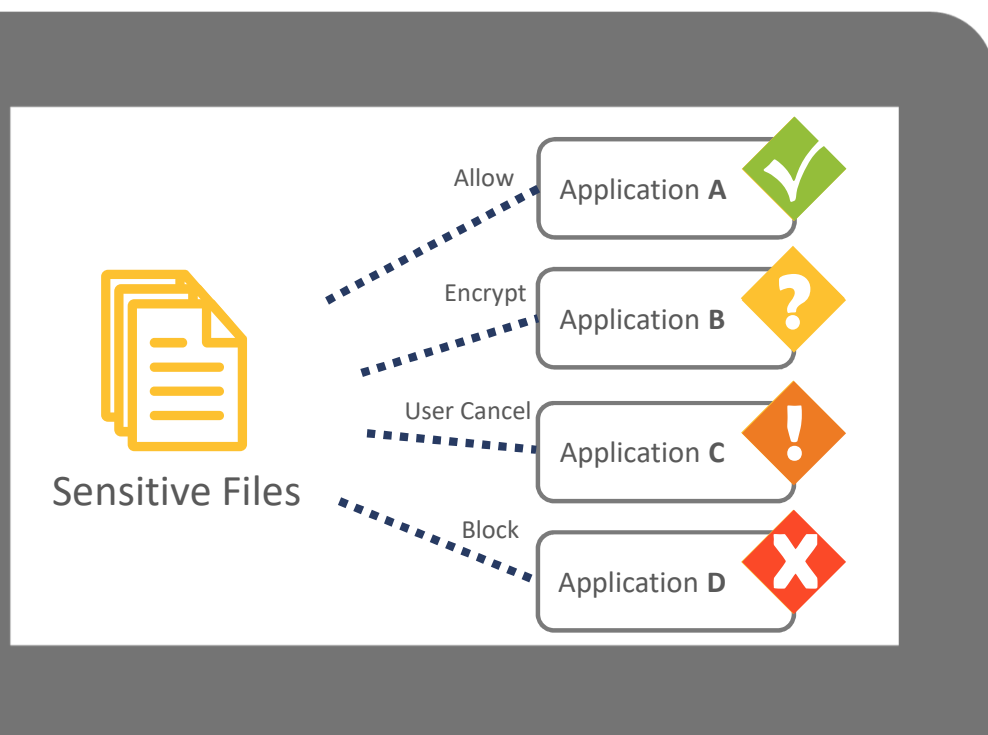 Allow
Application A
Encrypt
Application B
User Cancel
Application C
Sensitive Files
Block
Application D